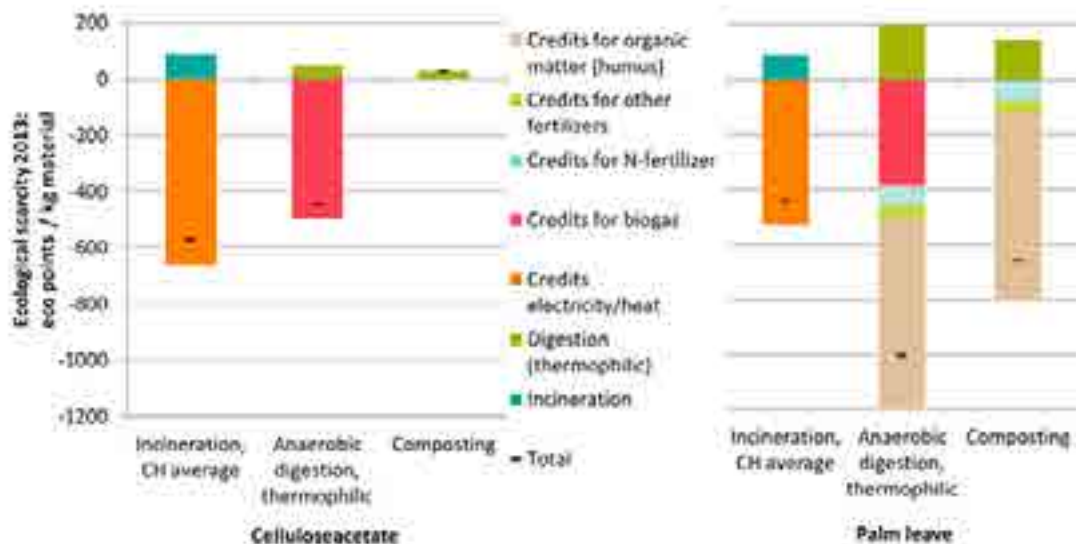 Ecological scarcity 2013:
eco points / kg material
200
0
-200
-400
-600
-800
-1000
-1200
Incineration,
CH average
Anaerobic
digestion,
thermophilic
Composting
Celluloseacetate
Credits for organic
matter (humus)
Credits for other
fertilizers
Credits for N-fertilizer
Credits for biogas
Credits
electricity/heat
Digestion
(thermophilic)
Incineration
Total
Incineration,
CH average
Anaerobic
digestion,
thermophilic
Composting
Palm leave